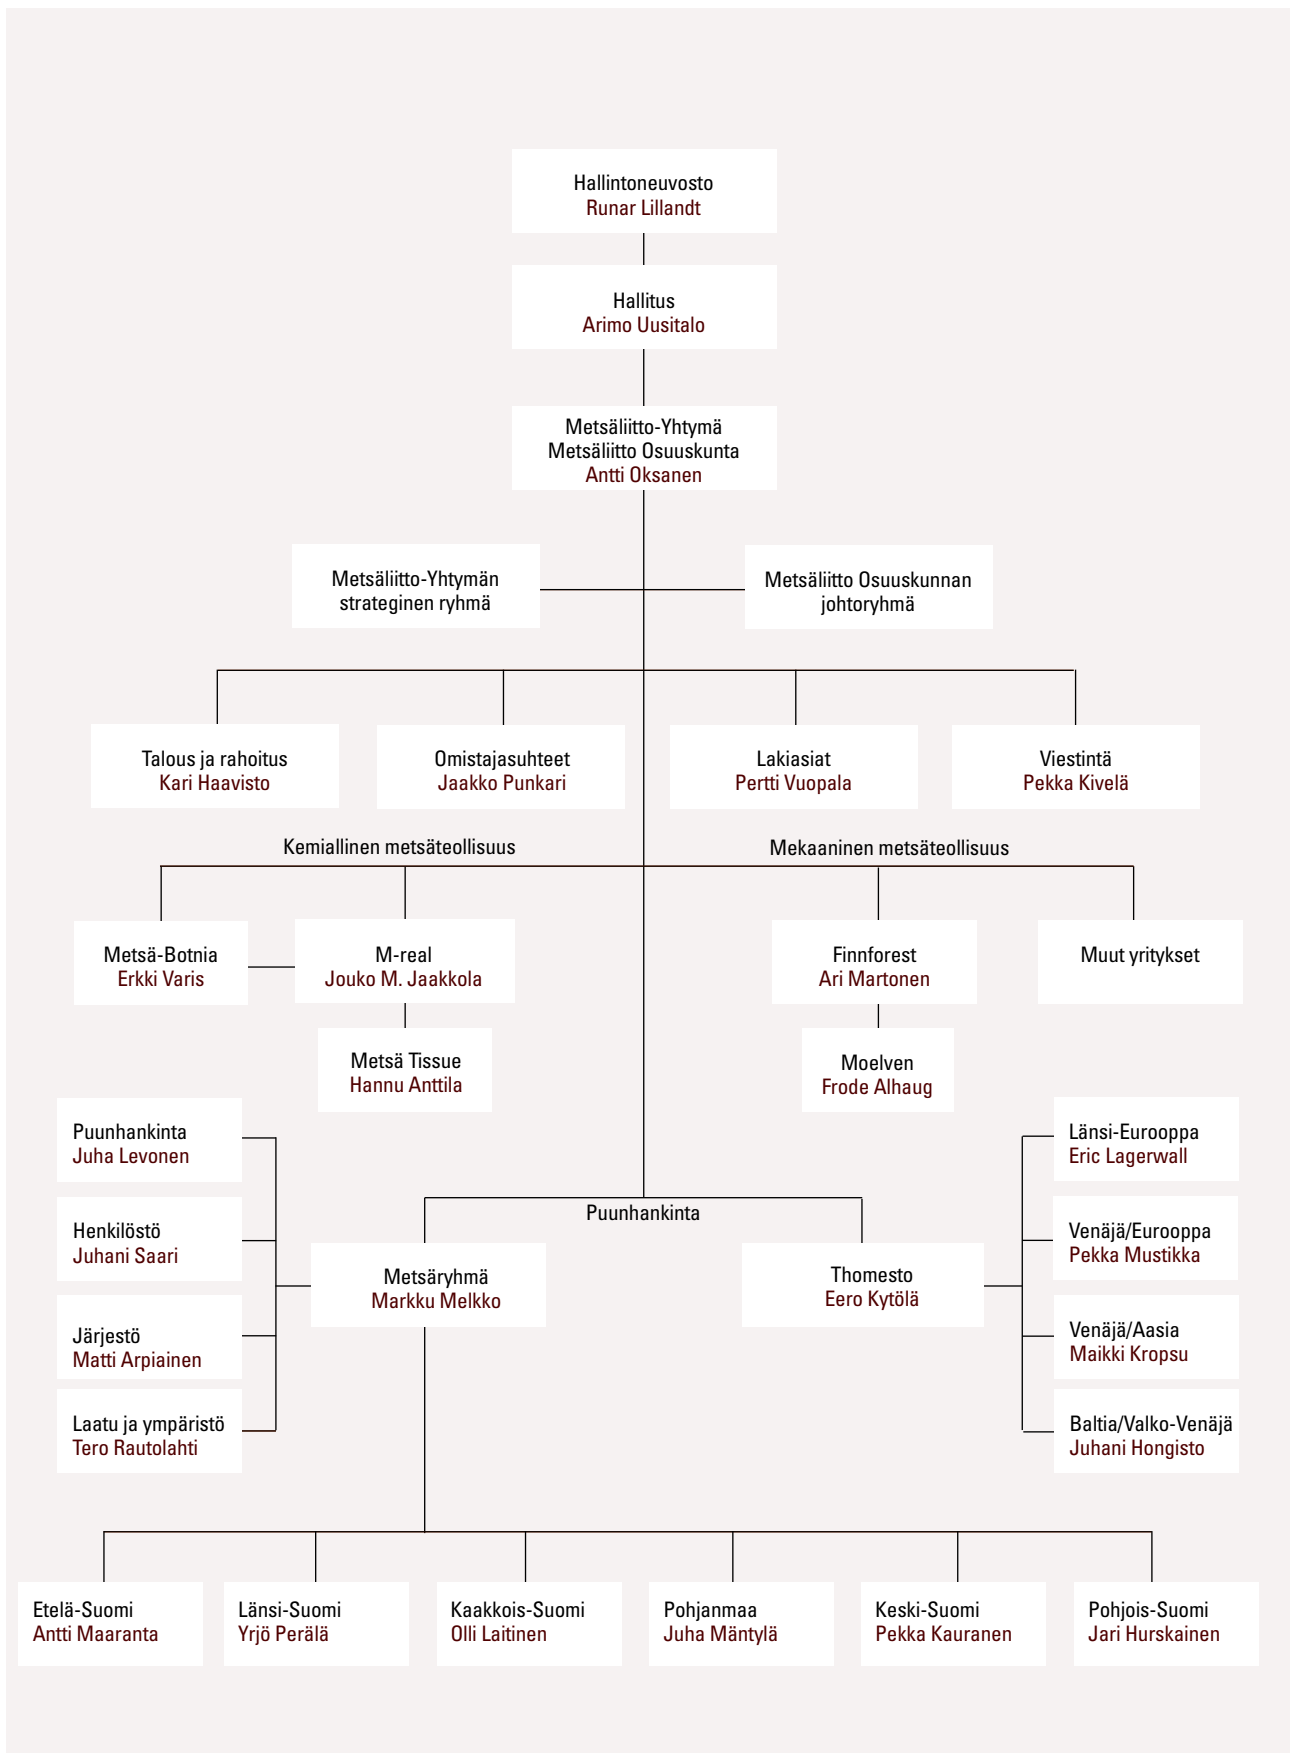 Hallintoneuvosto
Runar Lillandt
Hallitus
Arimo Uusitalo
Metsäliitto-Yhtymä
Metsäliitto Osuuskunta
Antti Oksanen
Metsäliitto-Yhtymän
strateginen ryhmä
Metsäliitto Osuuskunnan
johtoryhmä
Talous ja rahoitus
Kari Haavisto
Omistajasuhteet
Jaakko Punkari
Lakiasiat
Pertti Vuopala
Viestintä
Pekka Kivelä
Kemiallinen metsäteollisuus
Mekaaninen metsäteollisuus
Metsä-Botnia
Erkki Varis
M-real
Jouko M. Jaakkola
Finnforest
Ari Martonen
Muut yritykset
Metsä Tissue
Hannu Anttila
Moelven
Frode Alhaug
Puunhankinta
Juha Levonen
Henkilöstö
Juhani Saari
Järjestö
Matti Arpiainen
Laatu ja ympäristö
Tero Rautolahti
Puunhankinta
Metsäryhmä
Markku Melkko
Thomesto
Eero Kytölä
Länsi-Eurooppa
Eric Lagerwall
Venäjä/Eurooppa
Pekka Mustikka
Venäjä/Aasia
Maikki Kropsu
Baltia/Valko-Venäjä
Juhani Hongisto
Etelä-Suomi
Antti Maaranta
Länsi-Suomi
Yrjö Perälä
Kaakkois-Suomi
Olli Laitinen
Pohjanmaa
Juha Mäntylä
Keski-Suomi
Pekka Kauranen
Pohjois-Suomi
Jari Hurskainen